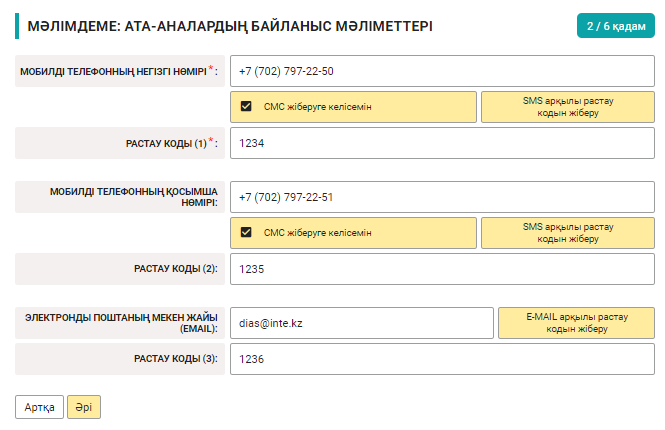 МӘЛІМДЕМЕ: АТА-АНАЛАРДЫҢ БАЙЛАНЫС МӘЛІМЕТТЕРІ
2 / 6 қадам
МОБИЛДІ ТЕЛЕФОННЫҢ НЕГІЗГІ НӨМІРІ*:
+7 (702) 797-22-50
СМС жіберуге келісемін
SMS арқылы растау
кодын жіберу
РАСТАУ КОДЫ (1)*:
1234
МОБИЛДІ ТЕЛЕФОННЫҢ ҚОСЫМША
НӨМІРІ:
+7 (702) 797-22-51
СМС жіберуге келісемін
SMS арқылы растау
кодын жіберу
РАСТАУ КОДЫ (2):
1235
ЭЛЕКТРОНДЫ ПОШТАНЫҢ МЕКЕН ЖАЙЫ
(EMAIL):
dias@inte.kz
E-MAIL арқылы растау
кодын жіберу
РАСТАУ КОДЫ (3):
1236
Артқа
Әрі